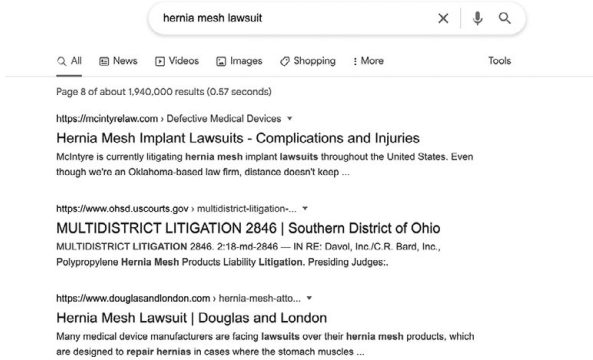 hernia mesh lawsuit
All News Videos Images Shopping More Tools
Page 8 of about 1,940,000 results (0.57 seconds)
https://mcintyrelaw.com › Defective Medical Devices
Hernia Mesh Implant Lawsuits - Complications and Injuries
McIntyre is currently litigating hernia mesh implant lawsuits throughout the United States. Even
though we're an Oklahoma-based law firm, distance doesn't keep ...
https://www.ohsd.uscourts.gov › multidistrict-litigation-...
MULTIDISTRICT LITIGATION 2846 | Southern District of Ohio
MULTIDISTRICT LITIGATION 2846. 2:18-md-2846 — IN RE: Davol, Inc./C.R. Bard, Inc.,
Polypropylene Hernia Mesh Products Liability Litigation. Presiding Judges:.
https://www.douglasandlondon.com › hernia-mesh-atto...
Hernia Mesh Lawsuit | Douglas and London
Many medical device manufacturers are facing lawsuits over their hernia mesh products, which
are designed to repair hernias in cases where the stomach muscles ...